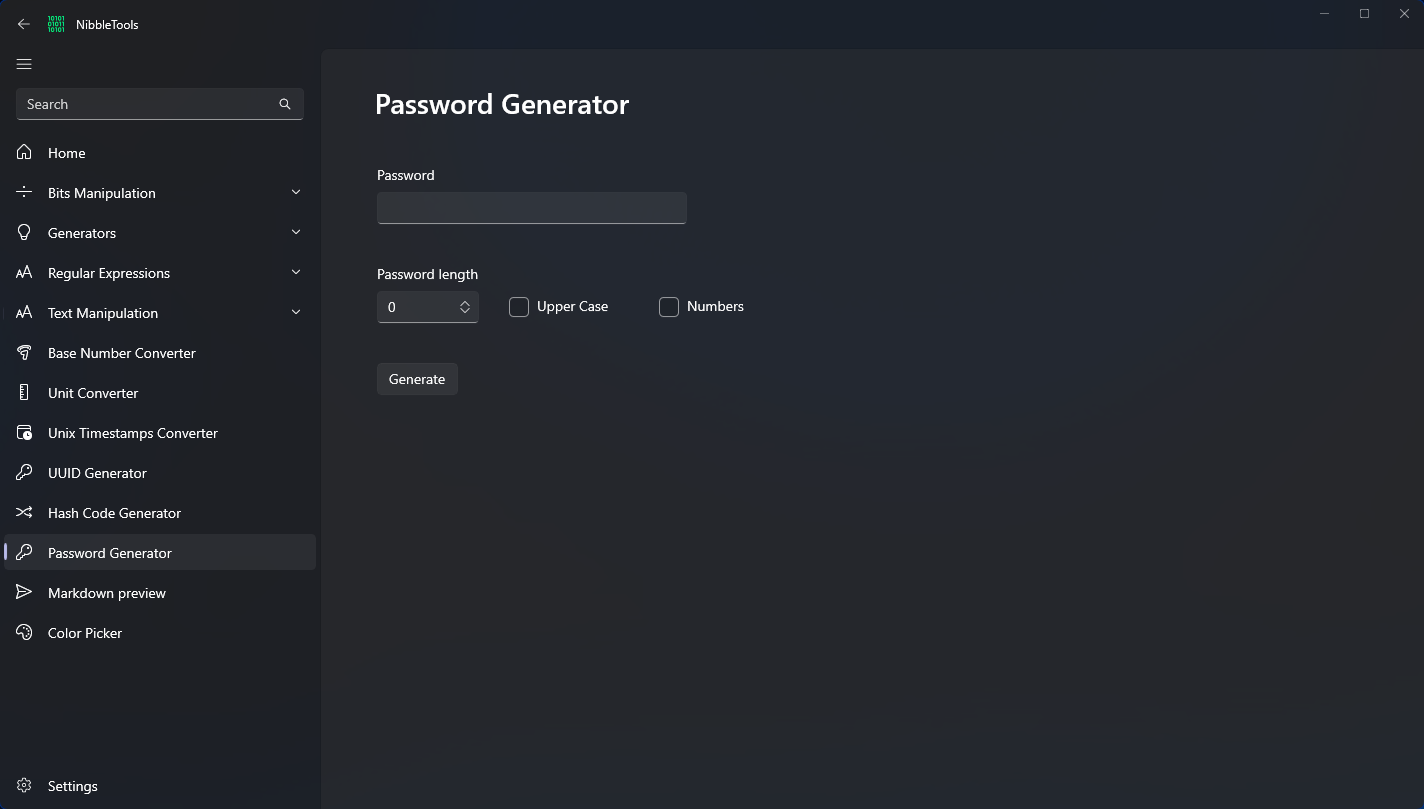 NibbleTools
Search
Home
Bits Manipulation
Generators
Regular Expressions
Text Manipulation
Base Number Converter
Unit Converter
Unix Timestamps Converter
UUID Generator
Hash Code Generator
Password Generator
Markdown preview
Color Picker
Settings
Password Generator
Password
Password length
0 Upper Case Numbers
Generate